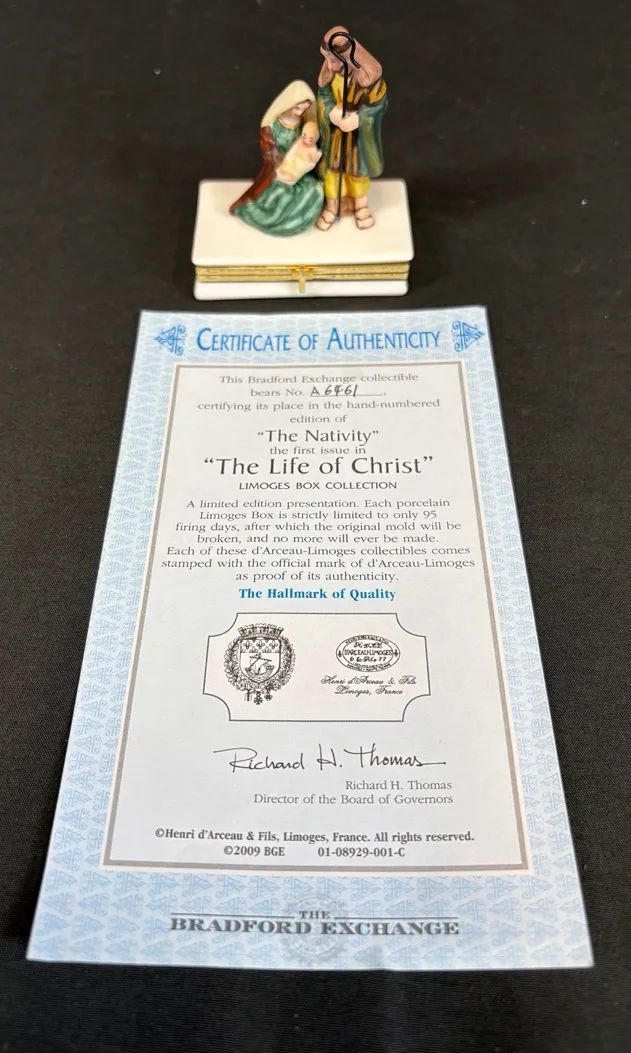 CERTIFICATE OF AUTHENTICITY
This Bradford Exchange collectible
bears No. A6461,
certifying its place in the hand-numbered
edition of
"The Nativity"
the first issue in
"The Life of Christ"
LIMOGES BOX COLLECTION
A limited edition presentation. Each porcelain
Limoges Box is strictly limited to only 95
firing days, after which the original mold will be
broken, and no more will ever be made.
Each of these d'Arceau-Limoges collectibles comes
stamped with the official mark of d'Arceau-Limoges
as proof of its authenticity.
The Hallmark of Quality
D'ARCEAU-LIMOGES
Henri d'Arceau & Fils
Limoges, France
Richard H. Thomas
Richard H. Thomas
Director of the Board of Governors
©Henri d'Arceau & Fils, Limoges, France. All rights reserved.
©2009 BGE 01-08929-001-C
THE
BRADFORD EXCHANGE